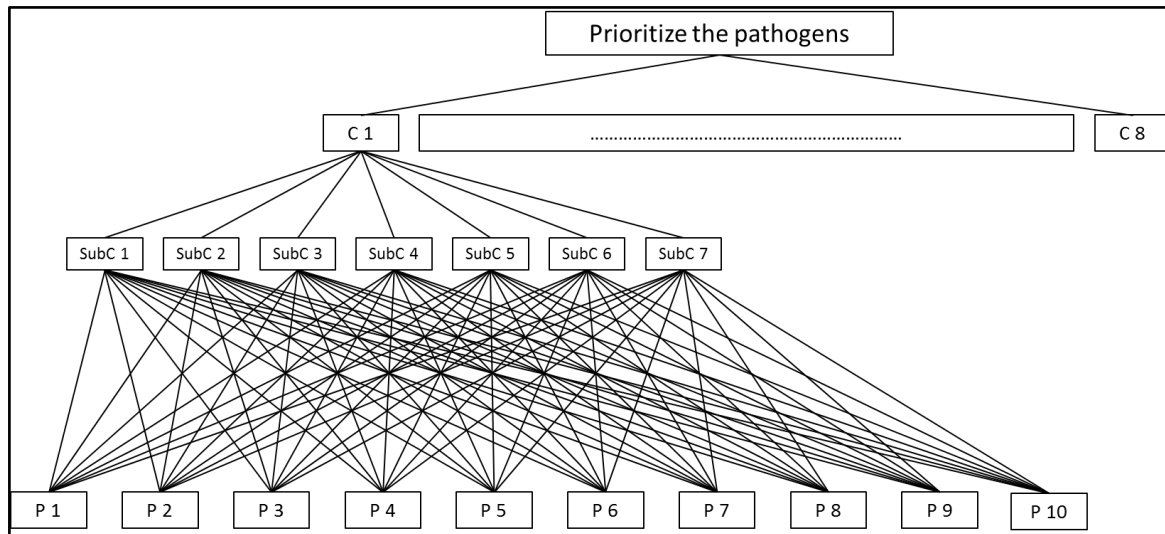 Prioritize the pathogens
C 1
……………………………………………………………
C 8
SubC 1
SubC 2
SubC 3
SubC 4
SubC 5
SubC 6
SubC 7
P 1
P 2
P 3
P 4
P 5
P 6
P 7
P 8
P 9
P 10